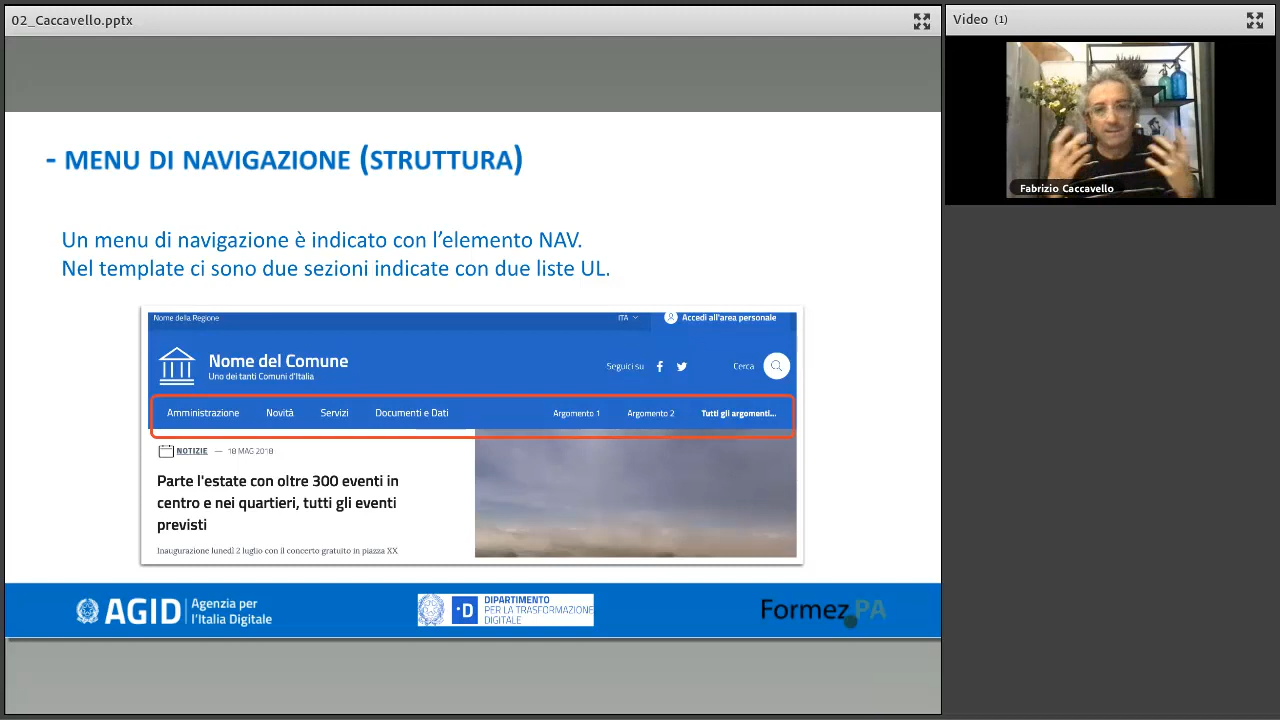 02_Caccavello.pptx
Video (1)
Fabrizio Caccavello
- MENU DI NAVIGAZIONE (STRUTTURA)
Un menu di navigazione è indicato con l’elemento NAV.
Nel template ci sono due sezioni indicate con due liste UL.
Nome della Regione
ITA
Accedi all'area personale
Nome del Comune
Uno dei tanti Comuni d'Italia
Seguici su
Cerca
Amministrazione Novità Servizi Documenti e Dati Argomento 1 Argomento 2 Tutti gli argomenti...
NOTIZIE — 18 MAG 2018
Parte l'estate con oltre 300 eventi in
centro e nei quartieri, tutti gli eventi
previsti
Inaugurazione lunedì 2 luglio con il concerto gratuito in piazza XX
AGID Agenzia per
l'Italia Digitale
·D DIPARTIMENTO
PER LA TRASFORMAZIONE
DIGITALE
Formez PA